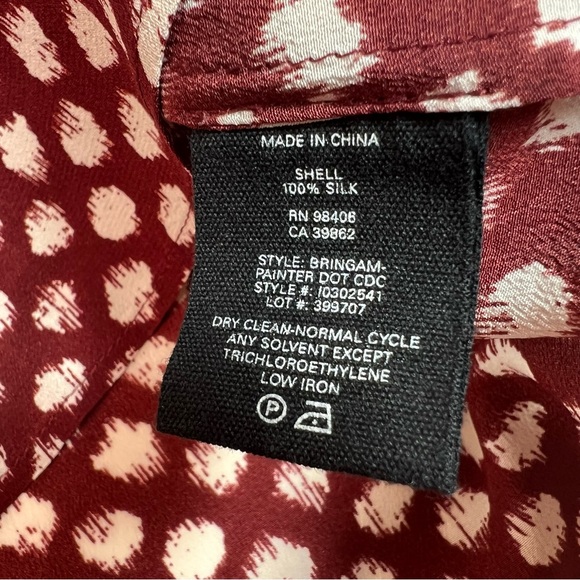 MADE IN CHINA
SHELL
100% SILK
RN 98406
CA 39862
STYLE: BRINGAM-
PAINTER DOT CDC
STYLE #: I0302541
LOT #: 399707
DRY CLEAN-NORMAL CYCLE
ANY SOLVENT EXCEPT
TRICHLOROETHYLENE
LOW IRON
P